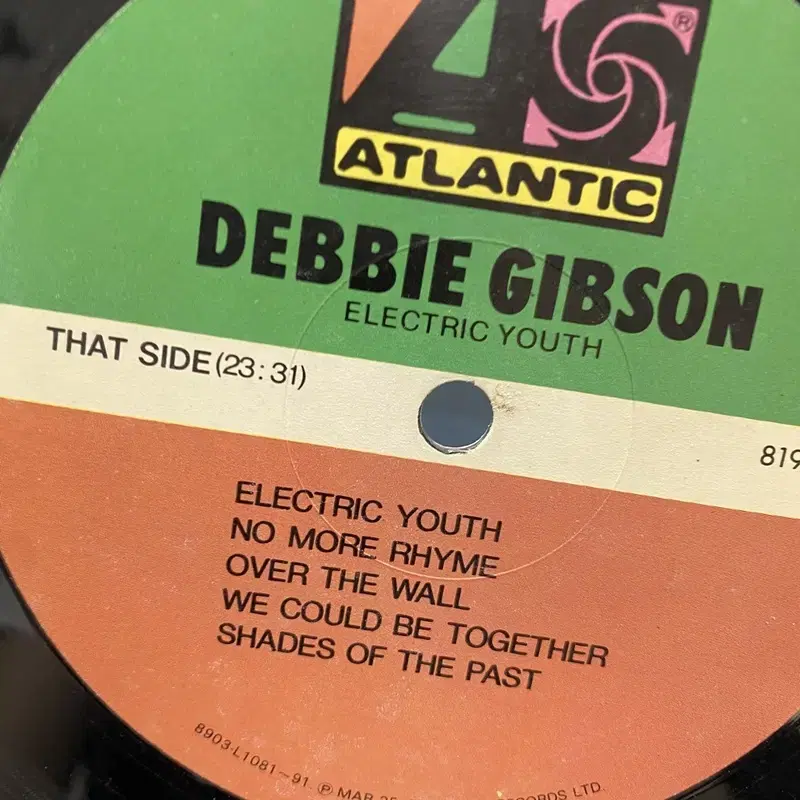 ®
ATLANTIC
DEBBIE GIBSON
ELECTRIC YOUTH
THAT SIDE (23:31)
819
ELECTRIC YOUTH
NO MORE RHYME
OVER THE WALL
WE COULD BE TOGETHER
SHADES OF THE PAST
8903-L1081~91. ℗ MAR LTD.